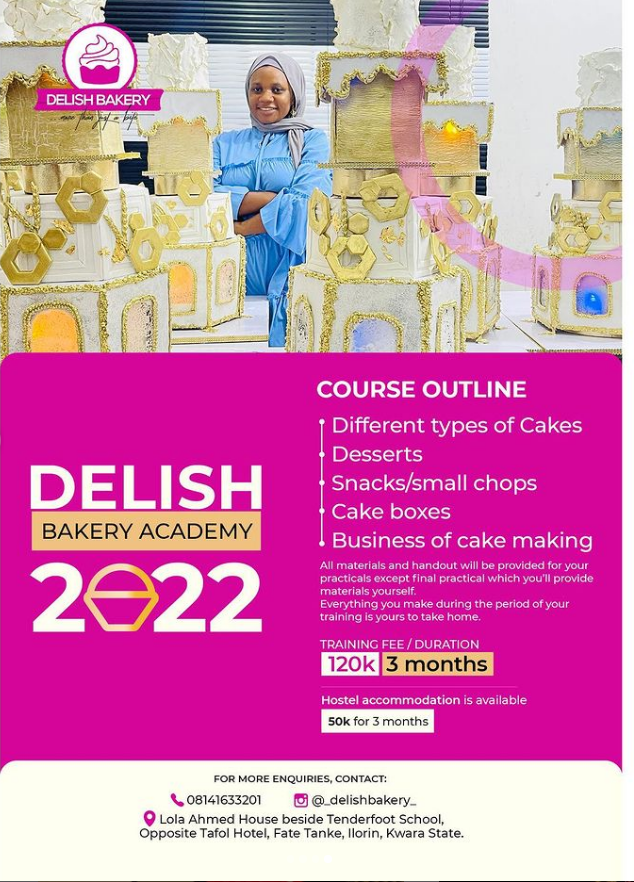 DELISH BAKERY
more than just a bite
COURSE OUTLINE
Different types of Cakes
Desserts
Snacks/small chops
Cake boxes
Business of cake making
All materials and handout will be provided for your
practicals except final practical which you'll provide
materials yourself.
Everything you make during the period of your
training is yours to take home.
TRAINING FEE / DURATION
120k 3 months
Hostel accommodation is available
50k for 3 months
DELISH
BAKERY ACADEMY
2022
FOR MORE ENQUIRIES, CONTACT:
08141633201 @_delishbakery_
Lola Ahmed House beside Tenderfoot School,
Opposite Tafol Hotel, Fate Tanke, Ilorin, Kwara State.